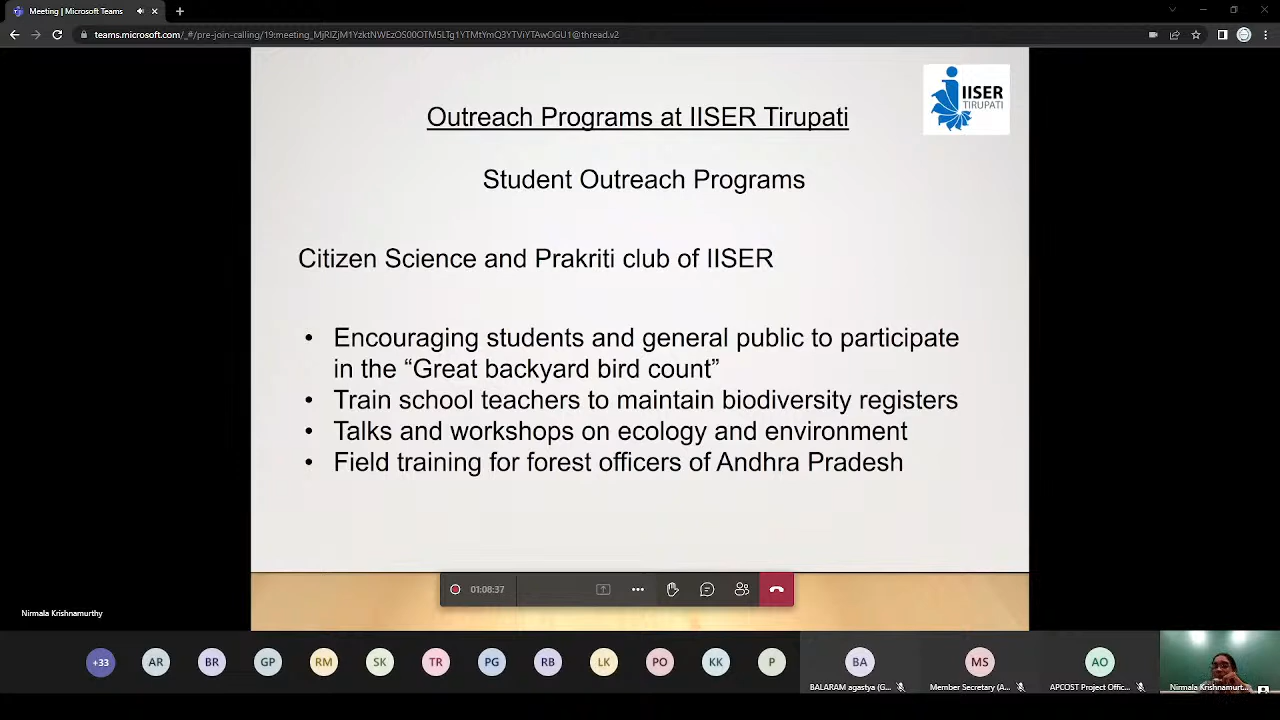 Meeting | Microsoft Teams
teams.microsoft.com/_#/pre-join-calling/19:meeting_MjRlZjM1YzktNWEzOS00OTM5LTg1YTMtYmQ3YTViYTAwOGU1@thread.v2
IISER
TIRUPATI
Outreach Programs at IISER Tirupati
Student Outreach Programs
Citizen Science and Prakriti club of IISER
• Encouraging students and general public to participate
in the “Great backyard bird count”
• Train school teachers to maintain biodiversity registers
• Talks and workshops on ecology and environment
• Field training for forest officers of Andhra Pradesh
01:08:37
Nirmala Krishnamurthy
+33 AR BR GP RM SK TR PG RB LK PO KK P BA MS AO
BALARAM agastya (G... Member Secretary (A... APCOST Project Offic... Nirmala Krishnamurt...